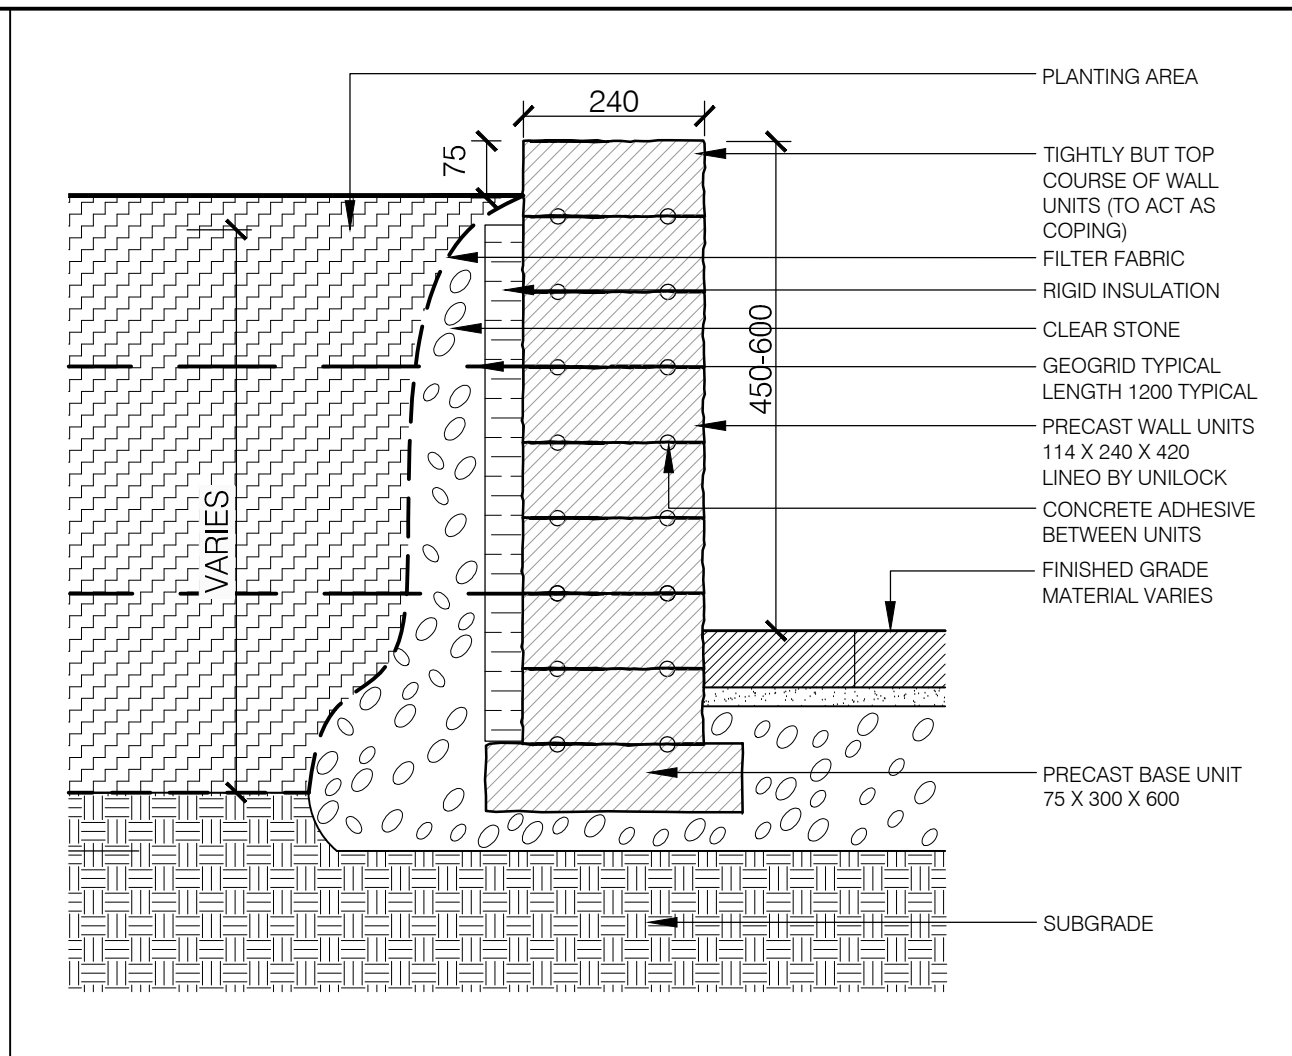 240
75
450-600
VARIES
PLANTING AREA
TIGHTLY BUT TOP
COURSE OF WALL
UNITS (TO ACT AS
COPING)
FILTER FABRIC
RIGID INSULATION
CLEAR STONE
GEOGRID TYPICAL
LENGTH 1200 TYPICAL
PRECAST WALL UNITS
114 X 240 X 420
LINEO BY UNILOCK
CONCRETE ADHESIVE
BETWEEN UNITS
FINISHED GRADE
MATERIAL VARIES
PRECAST BASE UNIT
75 X 300 X 600
SUBGRADE